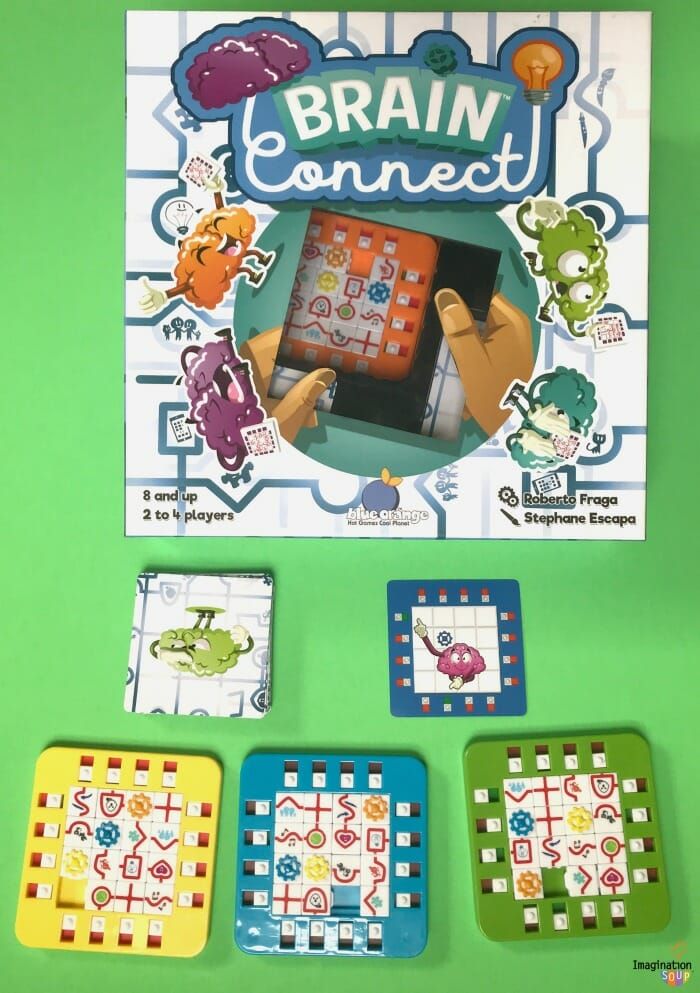 BRAIN™
Connect
8 and up
2 to 4 players
blue orange
Hot Games Cool Planet
Roberto Fraga
Stephane Escapa
Imagination
Soup